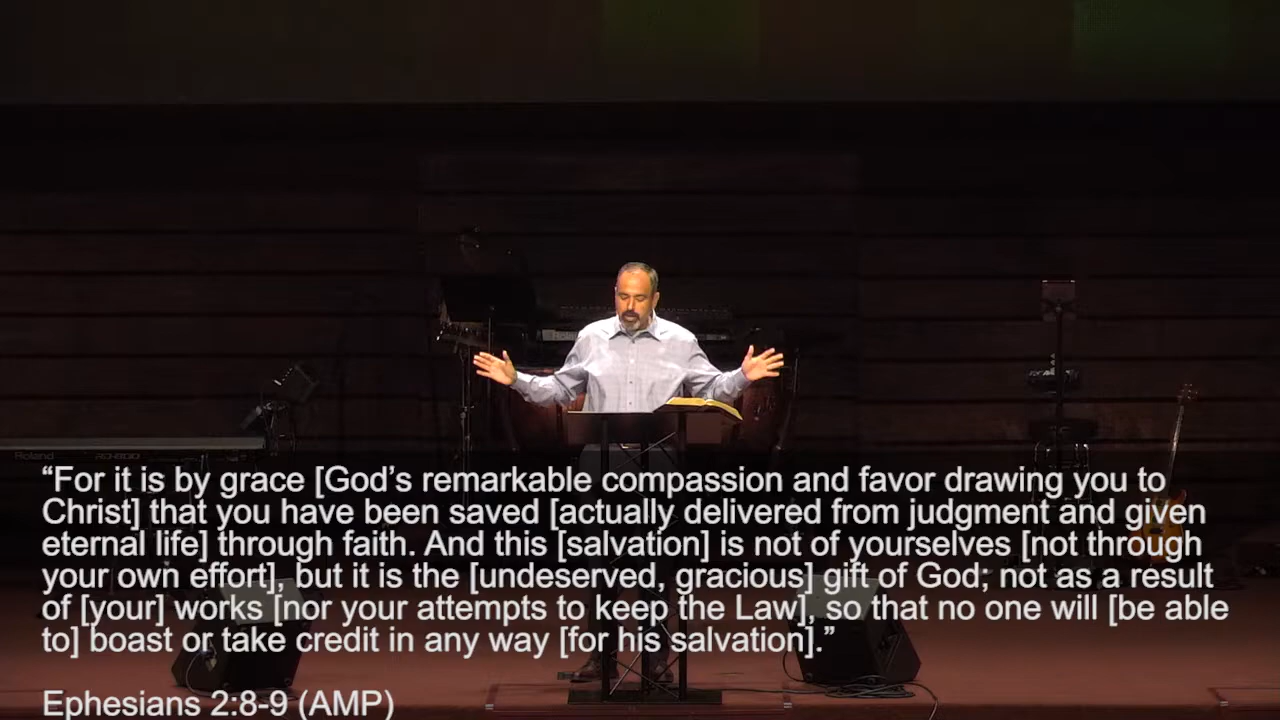 Roland RD-800
“For it is by grace [God’s remarkable compassion and favor drawing you to
Christ] that you have been saved [actually delivered from judgment and given
eternal life] through faith. And this [salvation] is not of yourselves [not through
your own effort], but it is the [undeserved, gracious] gift of God; not as a result
of [your] works [nor your attempts to keep the Law], so that no one will [be able
to] boast or take credit in any way [for his salvation].”
Ephesians 2:8-9 (AMP)